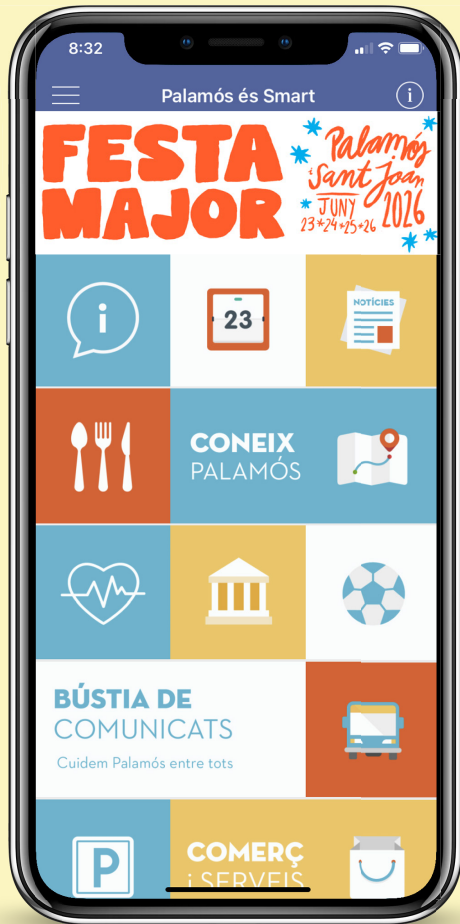 8:32
Palamós és Smart
i
FESTA
MAJOR
Palamós
i Sant Joan
JUNY
23*24*25*26
2026
i
23
NOTÍCIES
CONEIX
PALAMÓS
BÚSTIA DE
COMUNICATS
Cuidem Palamós entre tots
P
COMERÇ
i SERVEIS